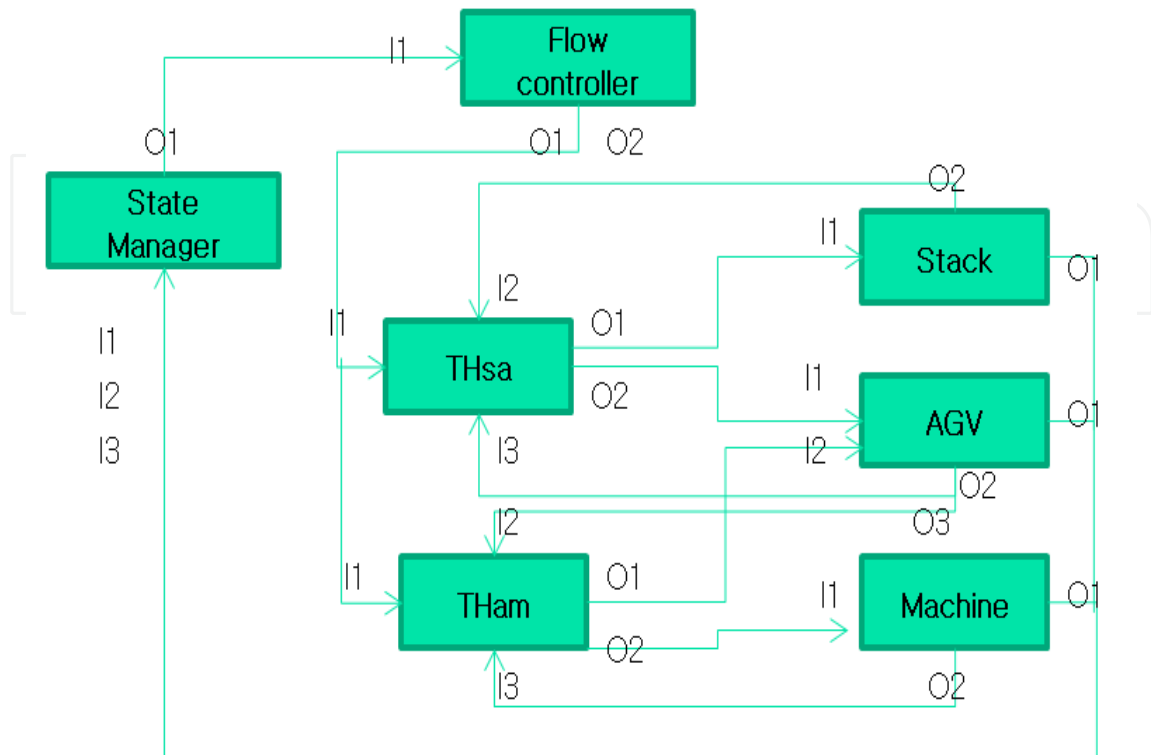 Flow
controller
I1
O1 O2
O1
State
Manager
O2
I1
Stack
O1
I2
I1
O1
THsa
I1
AGV
O1
O2
I1
I2
I3
I2
I3
O2
I2
O3
I1
THam
O1
I1
Machine
O1
O2
I3
O2